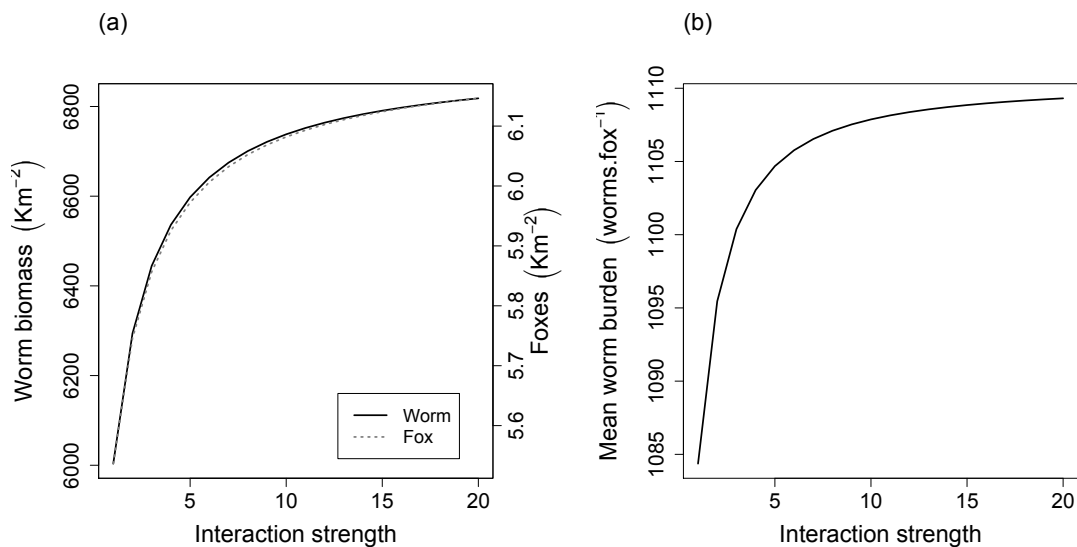 (a)
Worm biomass (Km⁻²)
6000
6200
6400
6600
6800
5
10
15
20
Interaction strength
5.6
5.7
5.8
5.9
6.0
6.1
Foxes (Km⁻²)
Worm
Fox
(b)
Mean worm burden (worms.fox⁻¹)
1085
1090
1095
1100
1105
1110
5
10
15
20
Interaction strength